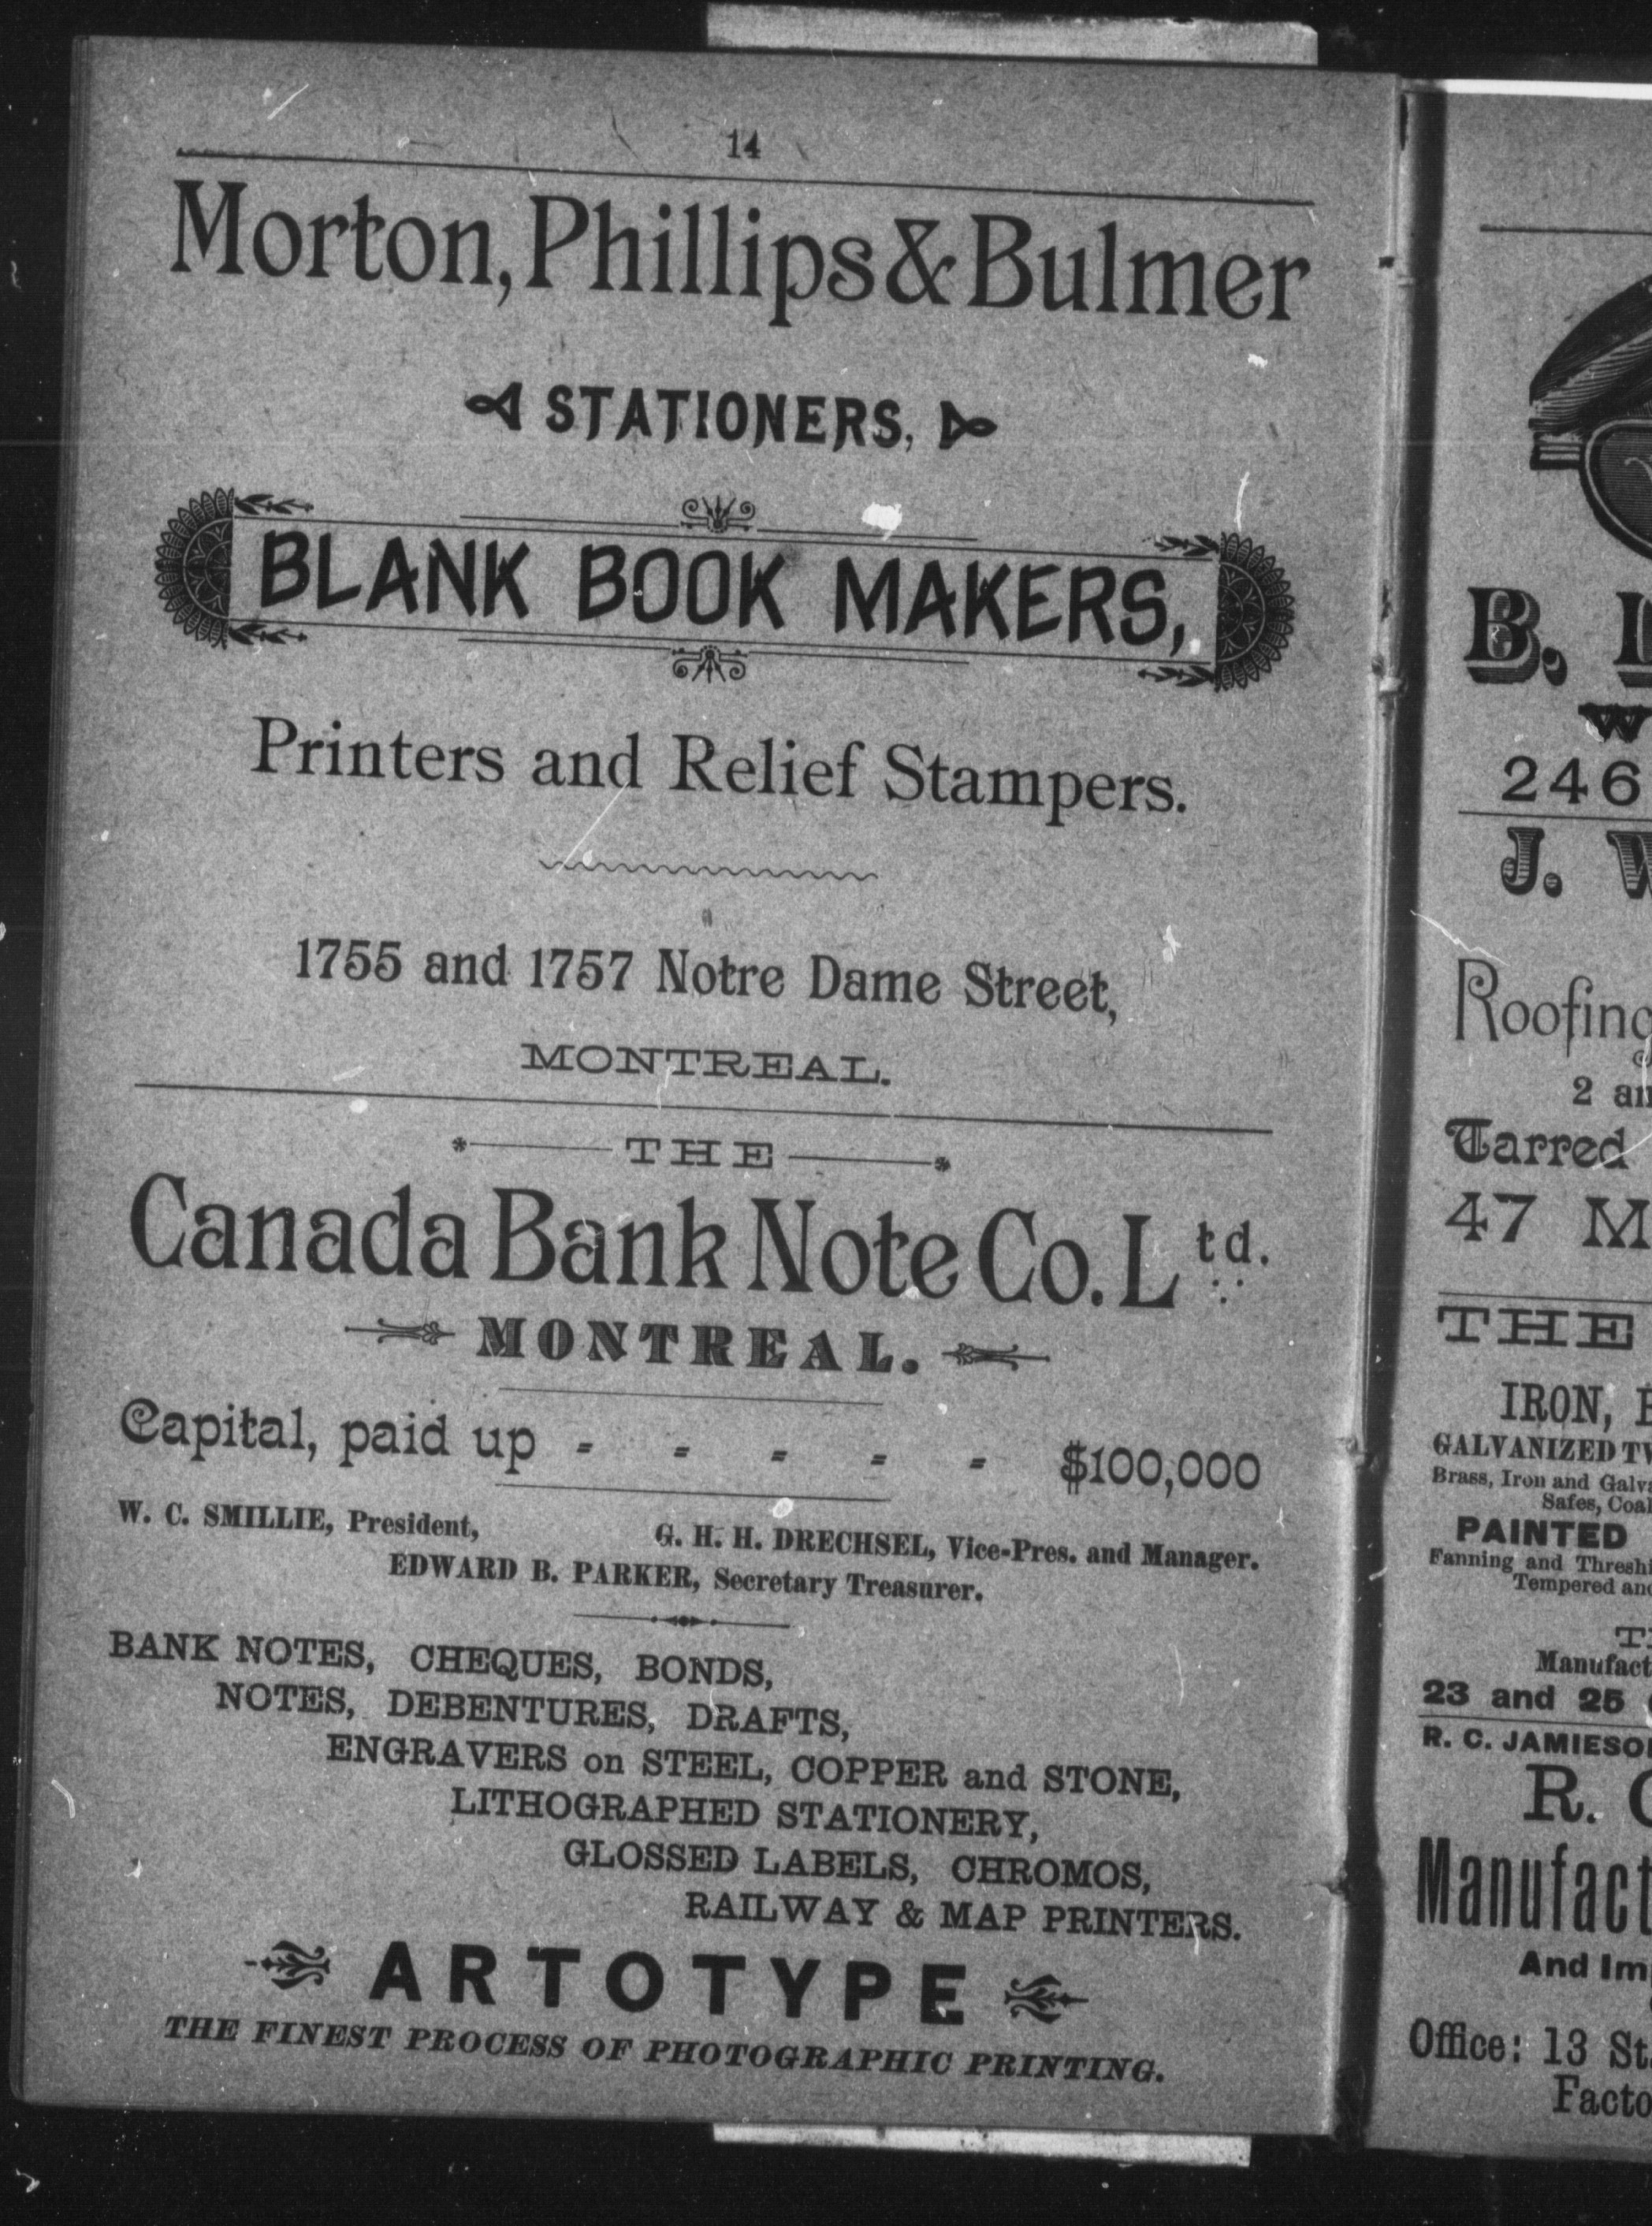 14
Morton, Phillips & Bulmer
STATIONERS,
BLANK BOOK MAKERS,
Printers and Relief Stampers.
1755 and 1757 Notre Dame Street,
MONTREAL.
THE
Canada Bank Note Co. Ltd.
MONTREAL.
Capital, paid up - - - - - $100,000
W. C. SMILLIE, President, G. H. H. DRECHSEL, Vice-Pres. and Manager.
EDWARD B. PARKER, Secretary Treasurer.
BANK NOTES, CHEQUES, BONDS,
NOTES, DEBENTURES, DRAFTS,
ENGRAVERS on STEEL, COPPER and STONE,
LITHOGRAPHED STATIONERY,
GLOSSED LABELS, CHROMOS,
RAILWAY & MAP PRINTERS.
ARTOTYPE
THE FINEST PROCESS OF PHOTOGRAPHIC PRINTING.
B.
246
J.
Roofing
2
Tarred
47
THE
IRON,
GALVANIZED
Brass, Iron and
Safes,
PAINTED
Fanning and
Tempered
23 and 25
R. C. JAMIESON
R.
And
Office: 13